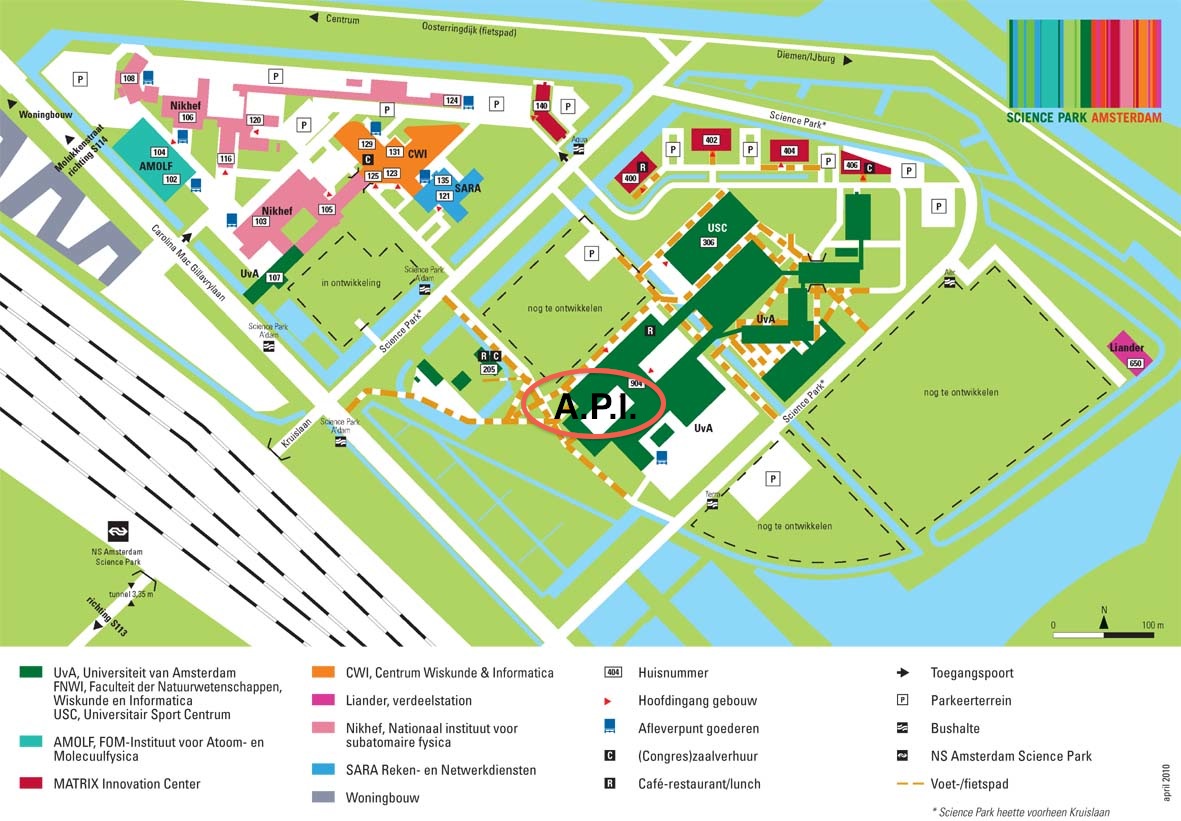 Centrum
Oosterringdijk (fietspad)
Diemen/IJburg
SCIENCE PARK AMSTERDAM
Woningbouw
Molukkenstraat
richting S114
P
108
Nikhef
106
P
120
P
P
124
P
140
P
Aqua
Science Park*
104
AMOLF
102
116
129
C
131
CWI
125
123
135
121
SARA
Nikhef
105
103
R
400
P
402
P
404
P
406
C
P
P
Carolina Mac Gillavrylaan
UvA
107
in ontwikkeling
Science Park
A'dam
P
USC
306
nog te ontwikkelen
UvA
R
Science Park
A'dam
Science Park*
R C
205
904
A.P.I.
UvA
Science Park*
nog te ontwikkelen
Liander
650
Kruislaan
Science Park
A'dam
P
Terra
nog te ontwikkelen
NS Amsterdam
Science Park
tunnel 3,35 m
richting S113
N
0 100 m
UvA, Universiteit van Amsterdam
FNWI, Faculteit der Natuurwetenschappen,
Wiskunde en Informatica
USC, Universitair Sport Centrum
AMOLF, FOM-Instituut voor Atoom- en
Molecuulfysica
MATRIX Innovation Center
CWI, Centrum Wiskunde & Informatica
Liander, verdeelstation
Nikhef, Nationaal instituut voor
subatomaire fysica
SARA Reken- en Netwerkdiensten
Woningbouw
404 Huisnummer
Hoofdingang gebouw
Afleverpunt goederen
C (Congres)zaalverhuur
R Café-restaurant/lunch
Toegangspoort
P Parkeerterrein
Bushalte
NS Amsterdam Science Park
Voet-/fietspad
* Science Park heette voorheen Kruislaan
april 2010